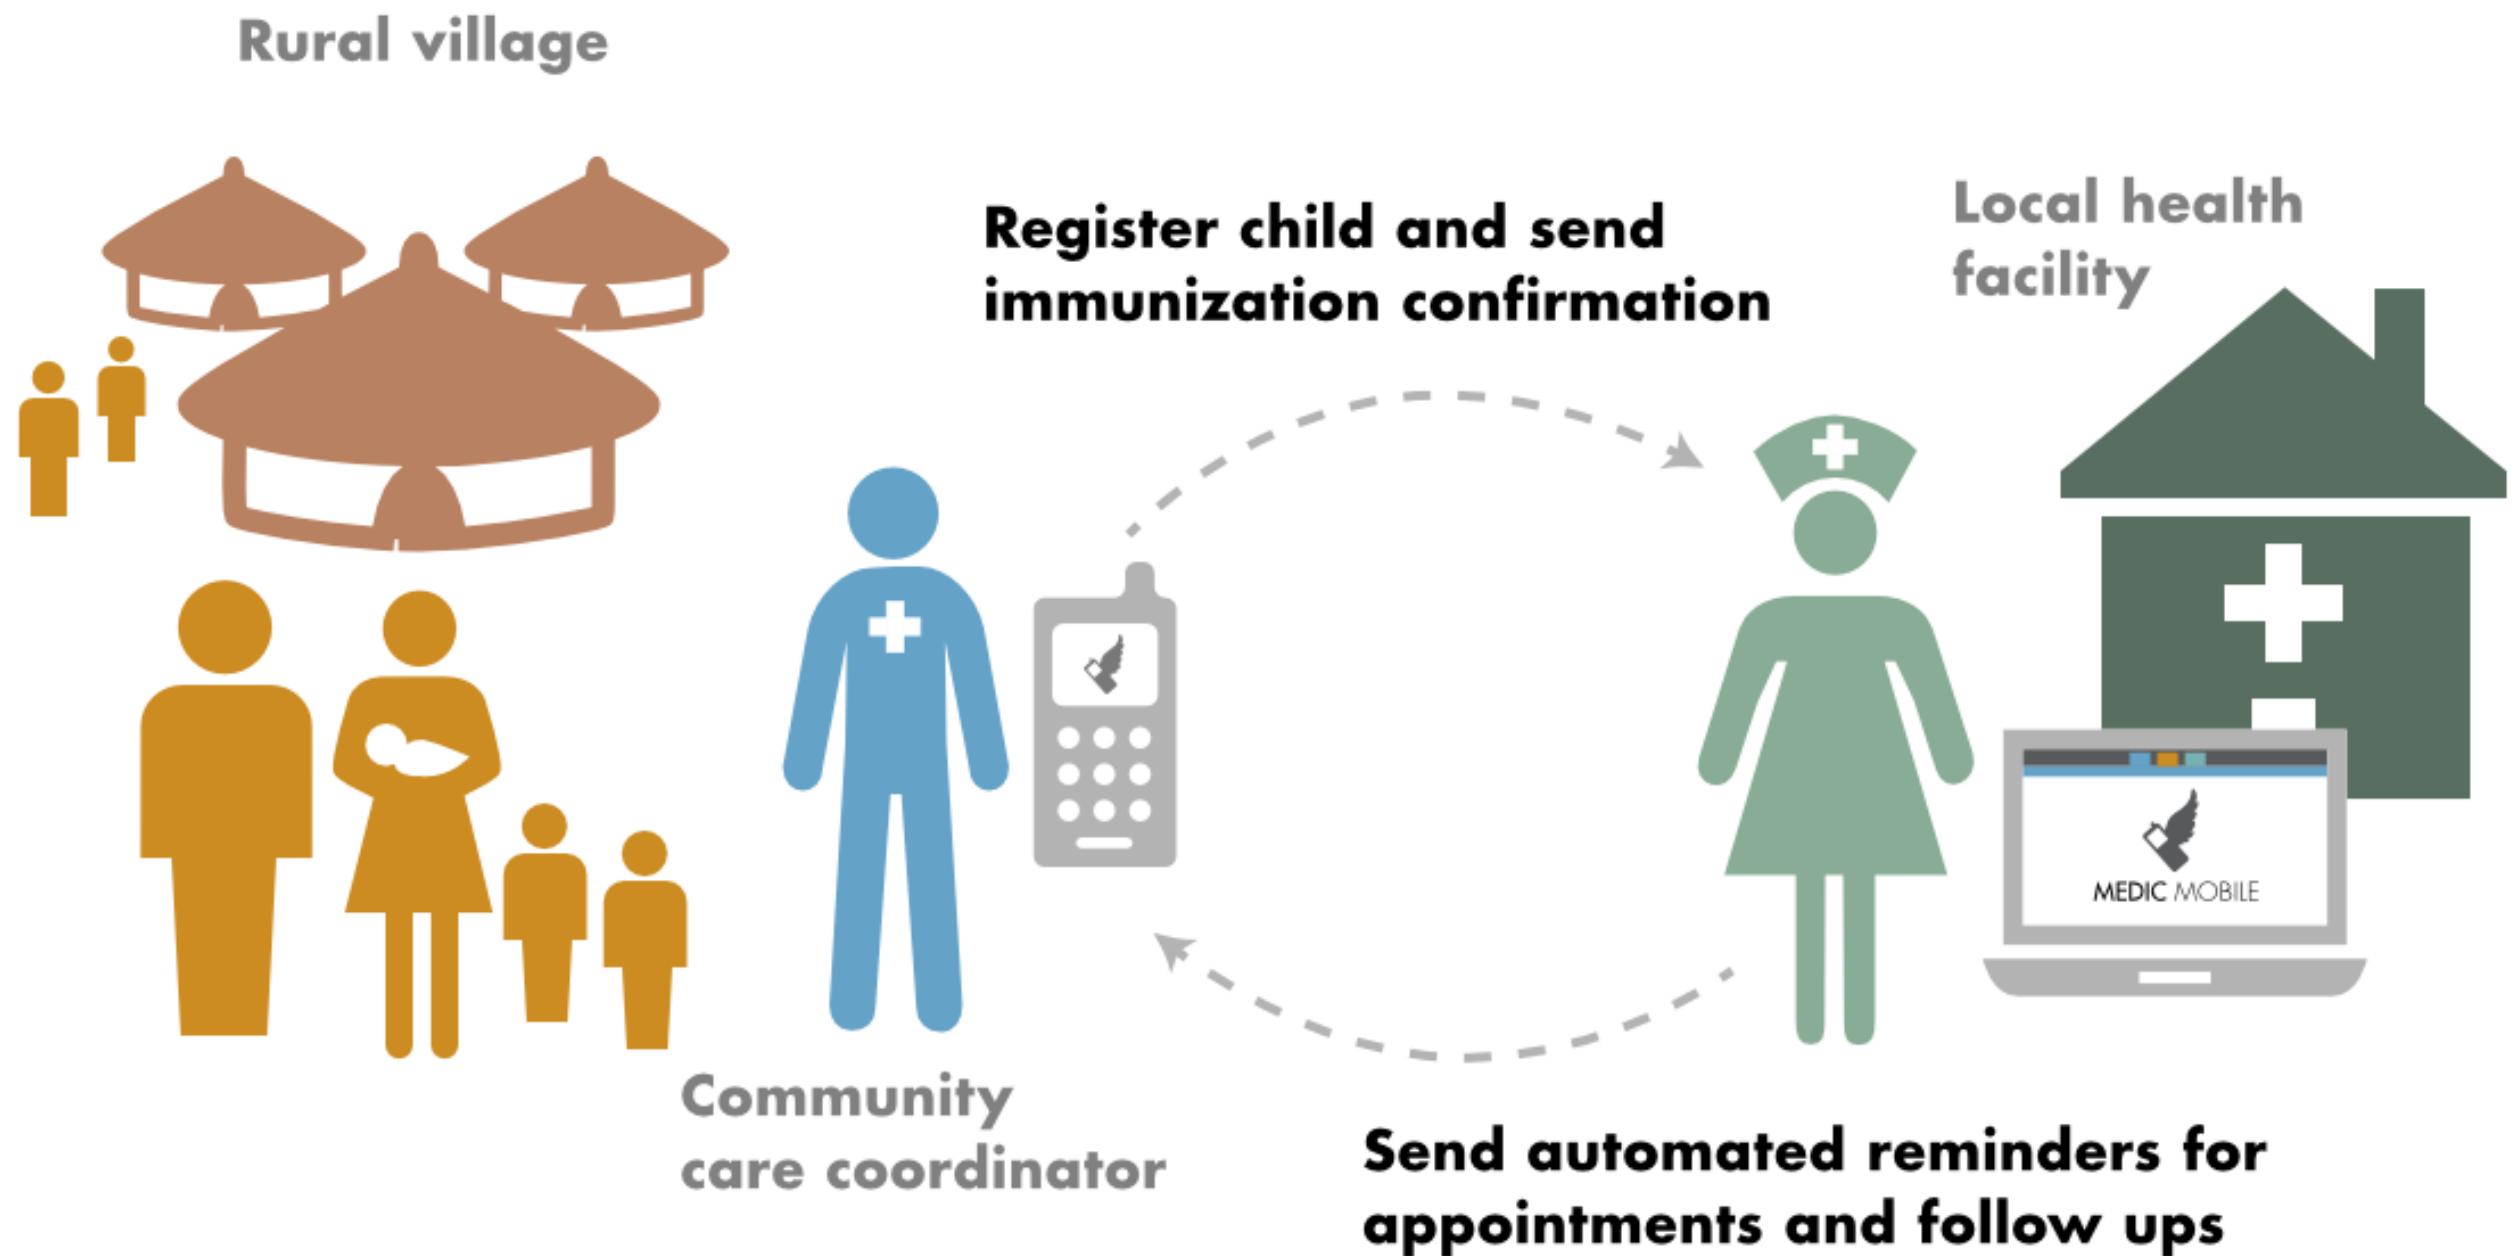 Rural village
Register child and send
immunization confirmation
Local health
facility
MEDIC MOBILE
Community
care coordinator
Send automated reminders for
appointments and follow ups